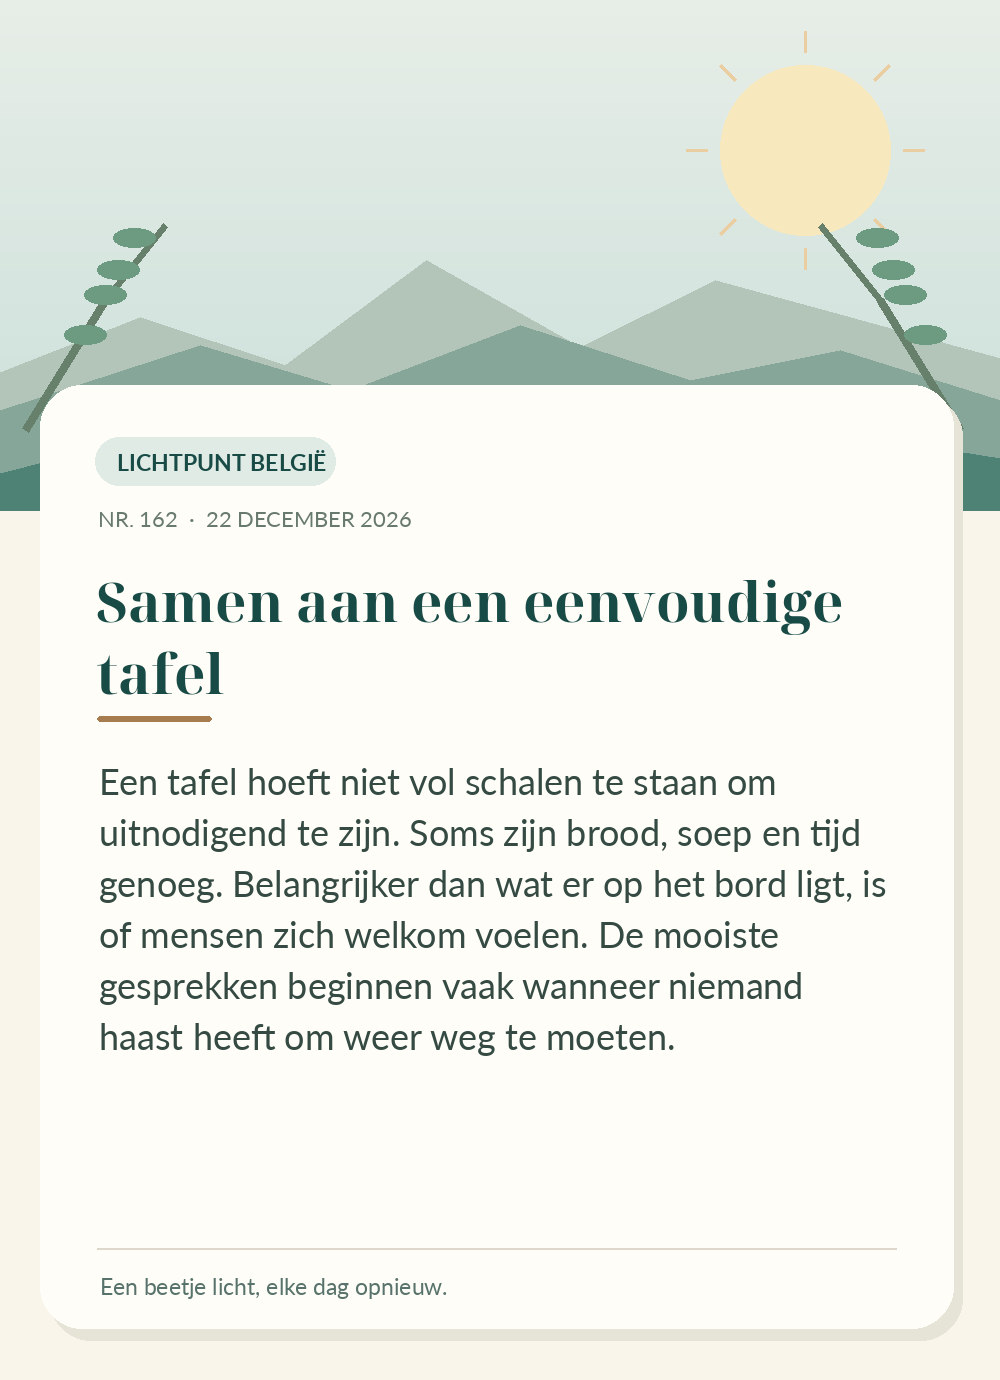 LICHTPUNT BELGIË
NR. 162 · 22 DECEMBER 2026
Samen aan een eenvoudige
tafel
Een tafel hoeft niet vol schalen te staan om
uitnodigend te zijn. Soms zijn brood, soep en tijd
genoeg. Belangrijker dan wat er op het bord ligt, is
of mensen zich welkom voelen. De mooiste
gesprekken beginnen vaak wanneer niemand
haast heeft om weer weg te moeten.
Een beetje licht, elke dag opnieuw.